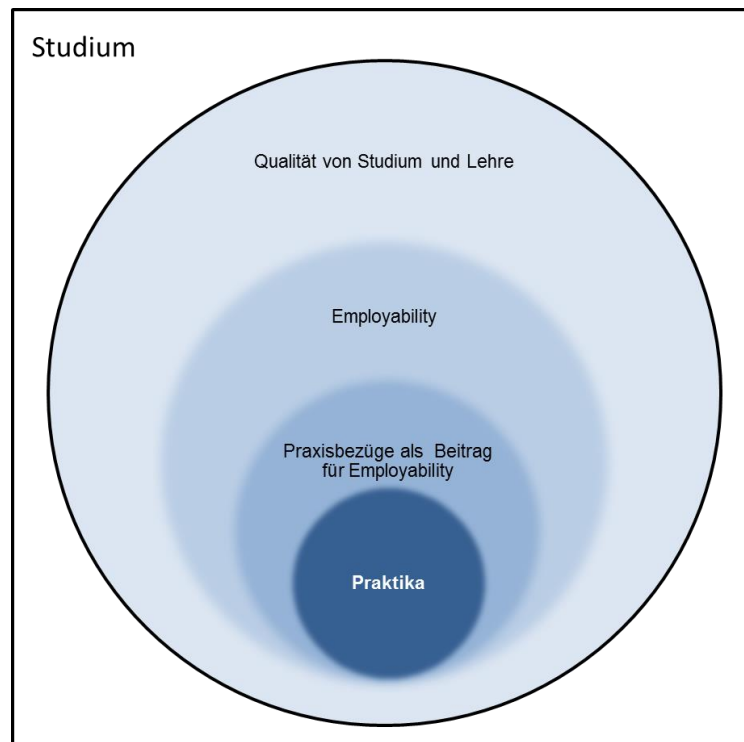 Studium
Qualität von Studium und Lehre
Employability
Praxisbezüge als Beitrag
für Employability
Praktika